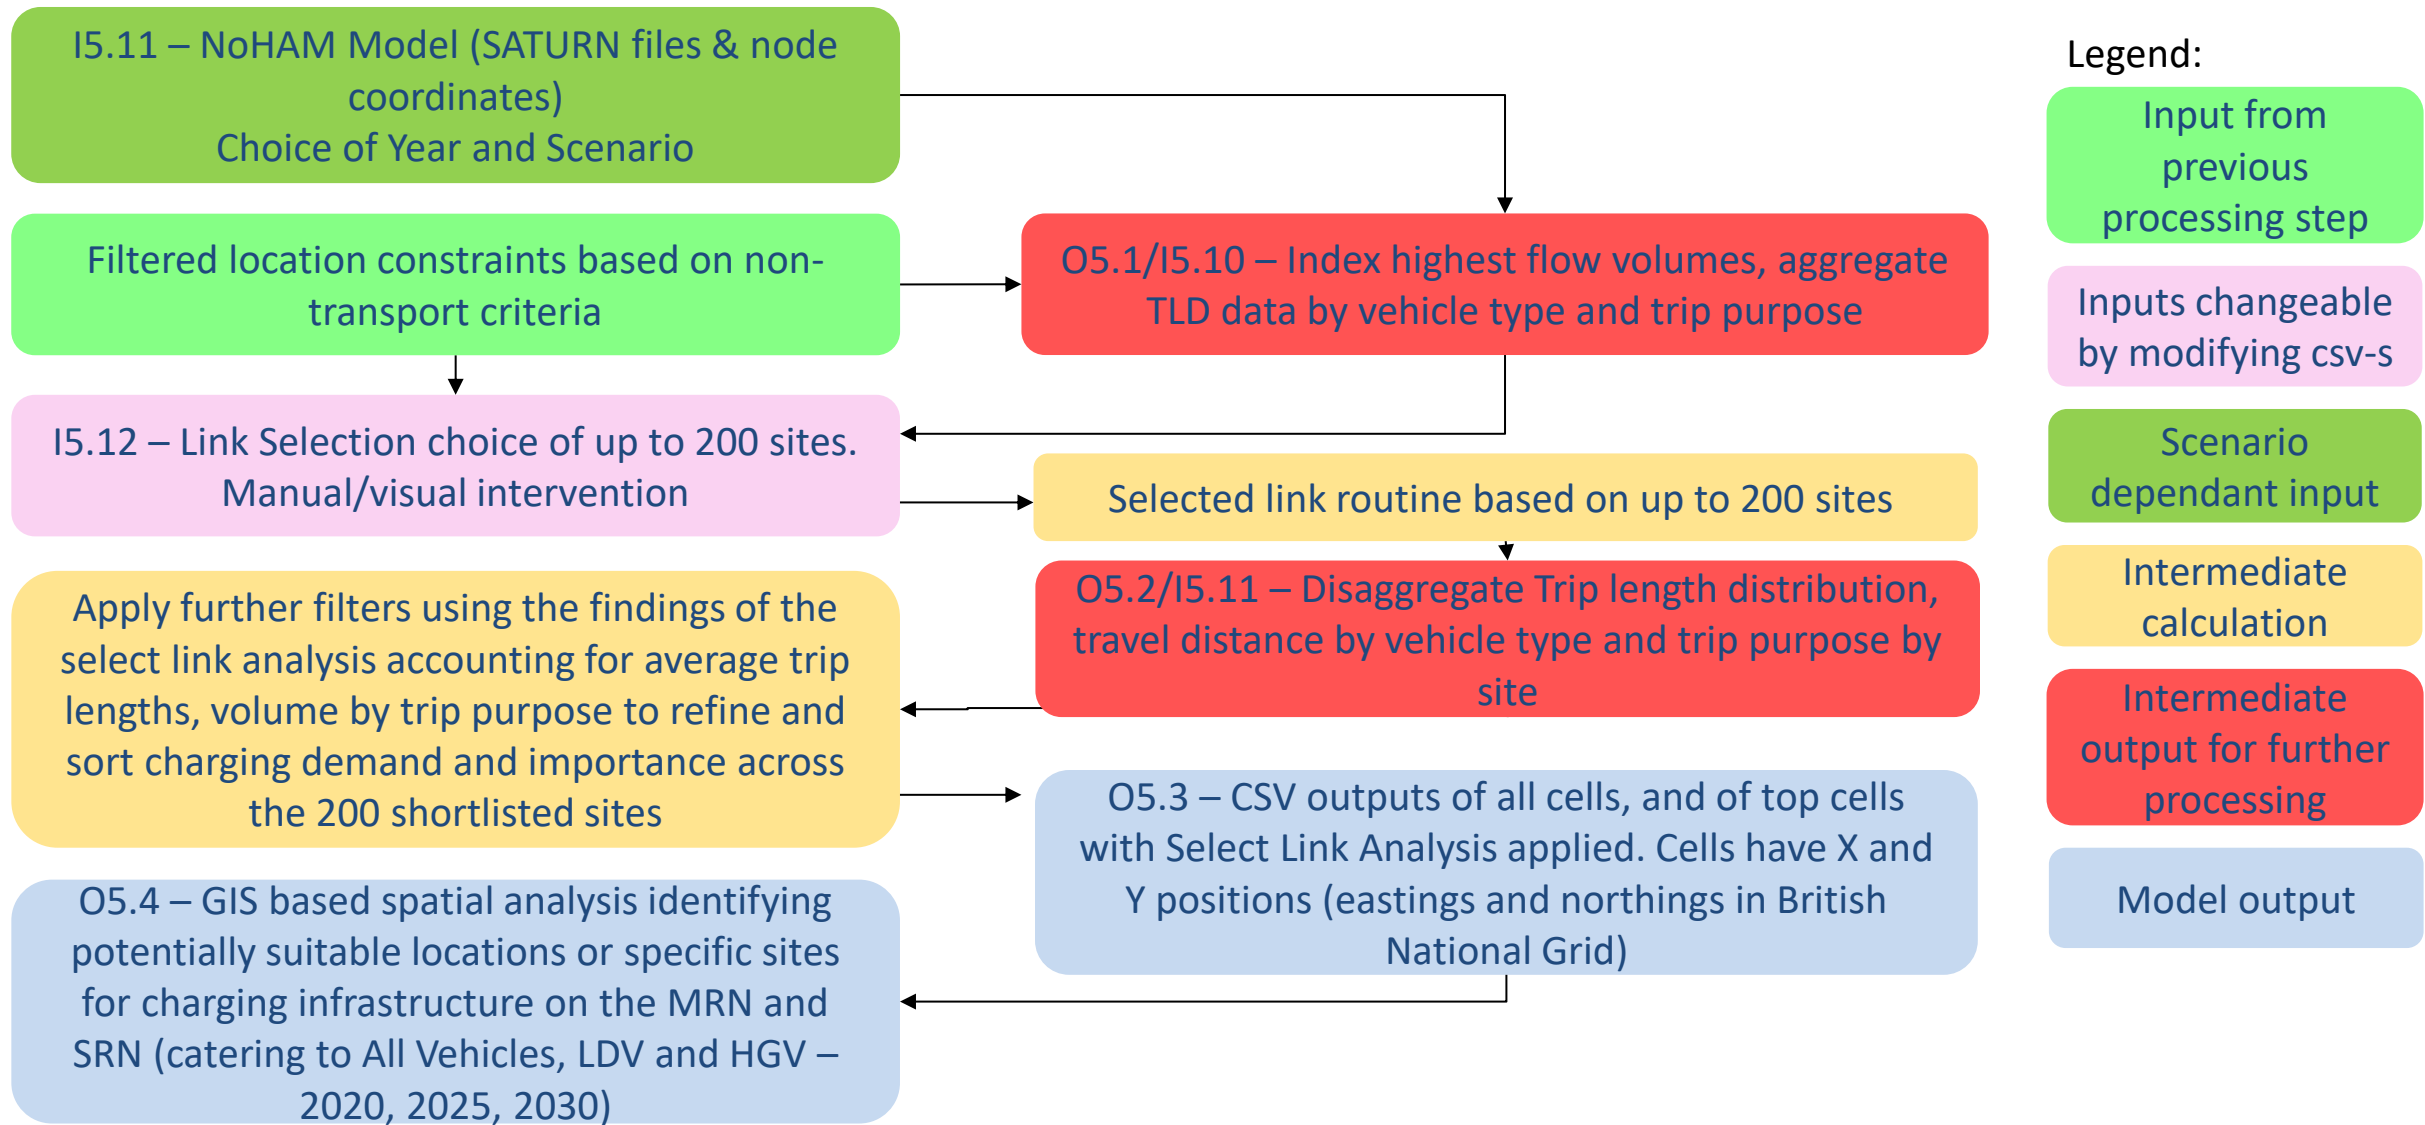 I5.11 – NoHAM Model (SATURN files & node
coordinates)
Choice of Year and Scenario
Filtered location constraints based on non-
transport criteria
O5.1/I5.10 – Index highest flow volumes, aggregate
TLD data by vehicle type and trip purpose
I5.12 – Link Selection choice of up to 200 sites.
Manual/visual intervention
Selected link routine based on up to 200 sites
O5.2/I5.11 – Disaggregate Trip length distribution,
travel distance by vehicle type and trip purpose by
site
Apply further filters using the findings of the
select link analysis accounting for average trip
lengths, volume by trip purpose to refine and
sort charging demand and importance across
the 200 shortlisted sites
O5.3 – CSV outputs of all cells, and of top cells
with Select Link Analysis applied. Cells have X and
Y positions (eastings and northings in British
National Grid)
O5.4 – GIS based spatial analysis identifying
potentially suitable locations or specific sites
for charging infrastructure on the MRN and
SRN (catering to All Vehicles, LDV and HGV –
2020, 2025, 2030)
Legend:
Input from
previous
processing step
Inputs changeable
by modifying csv-s
Scenario
dependant input
Intermediate
calculation
Intermediate
output for further
processing
Model output